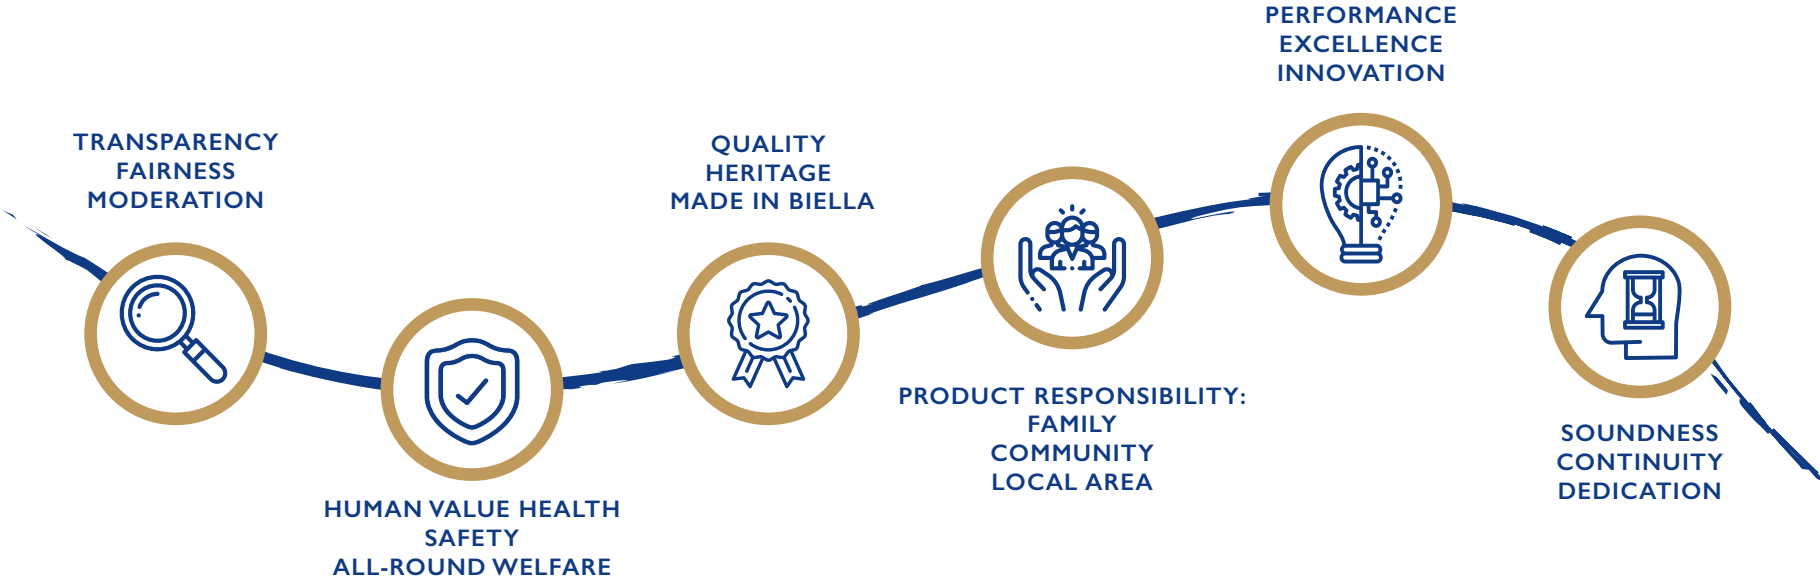 TRANSPARENCY
FAIRNESS
MODERATION
HUMAN VALUE HEALTH
SAFETY
ALL-ROUND WELFARE
QUALITY
HERITAGE
MADE IN BIELLA
PRODUCT RESPONSIBILITY:
FAMILY
COMMUNITY
LOCAL AREA
PERFORMANCE
EXCELLENCE
INNOVATION
SOUNDNESS
CONTINUITY
DEDICATION